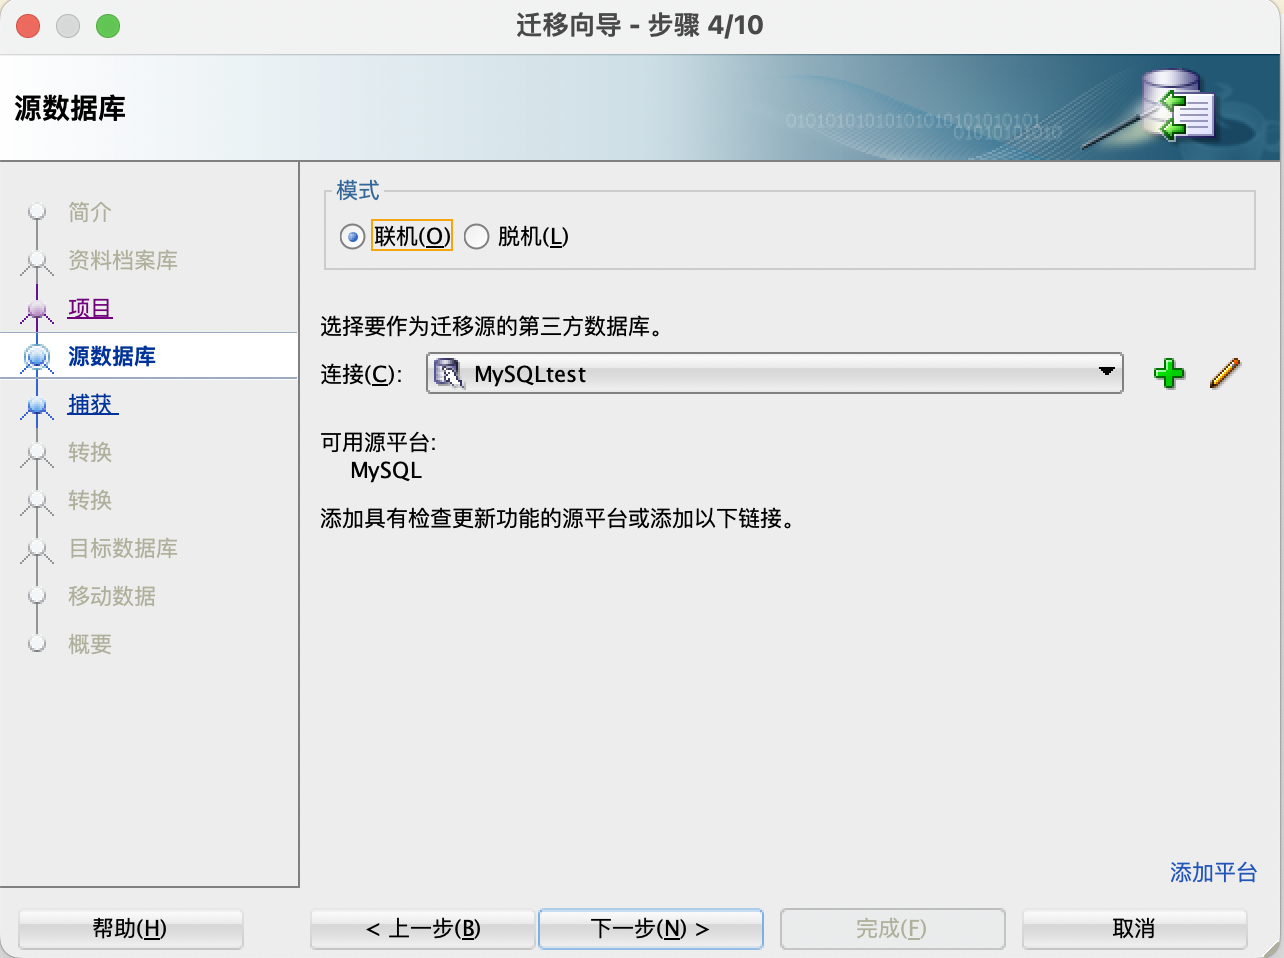 迁移向导 - 步骤 4/10
源数据库
0101010101010101010101010101
01010101010
简介
资料档案库
项目
源数据库
捕获
转换
转换
目标数据库
移动数据
概要
模式
联机(O) 脱机(L)
选择要作为迁移源的第三方数据库。
连接(C): MySQLtest
可用源平台:
MySQL
添加具有检查更新功能的源平台或添加以下链接。
添加平台
帮助(H) < 上一步(B) 下一步(N) > 完成(F) 取消